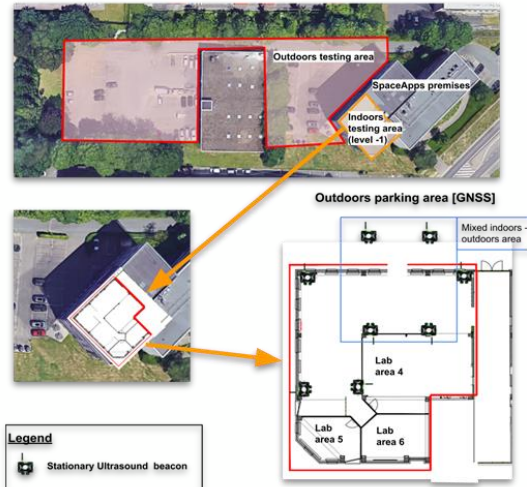 Outdoors testing area
SpaceApps premises
Indoors
testing area
(level -1)
Outdoors parking area [GNSS]
Mixed indoors -
outdoors area
Lab
area 4
Lab
area 5
Lab
area 6
Legend
Stationary Ultrasound beacon